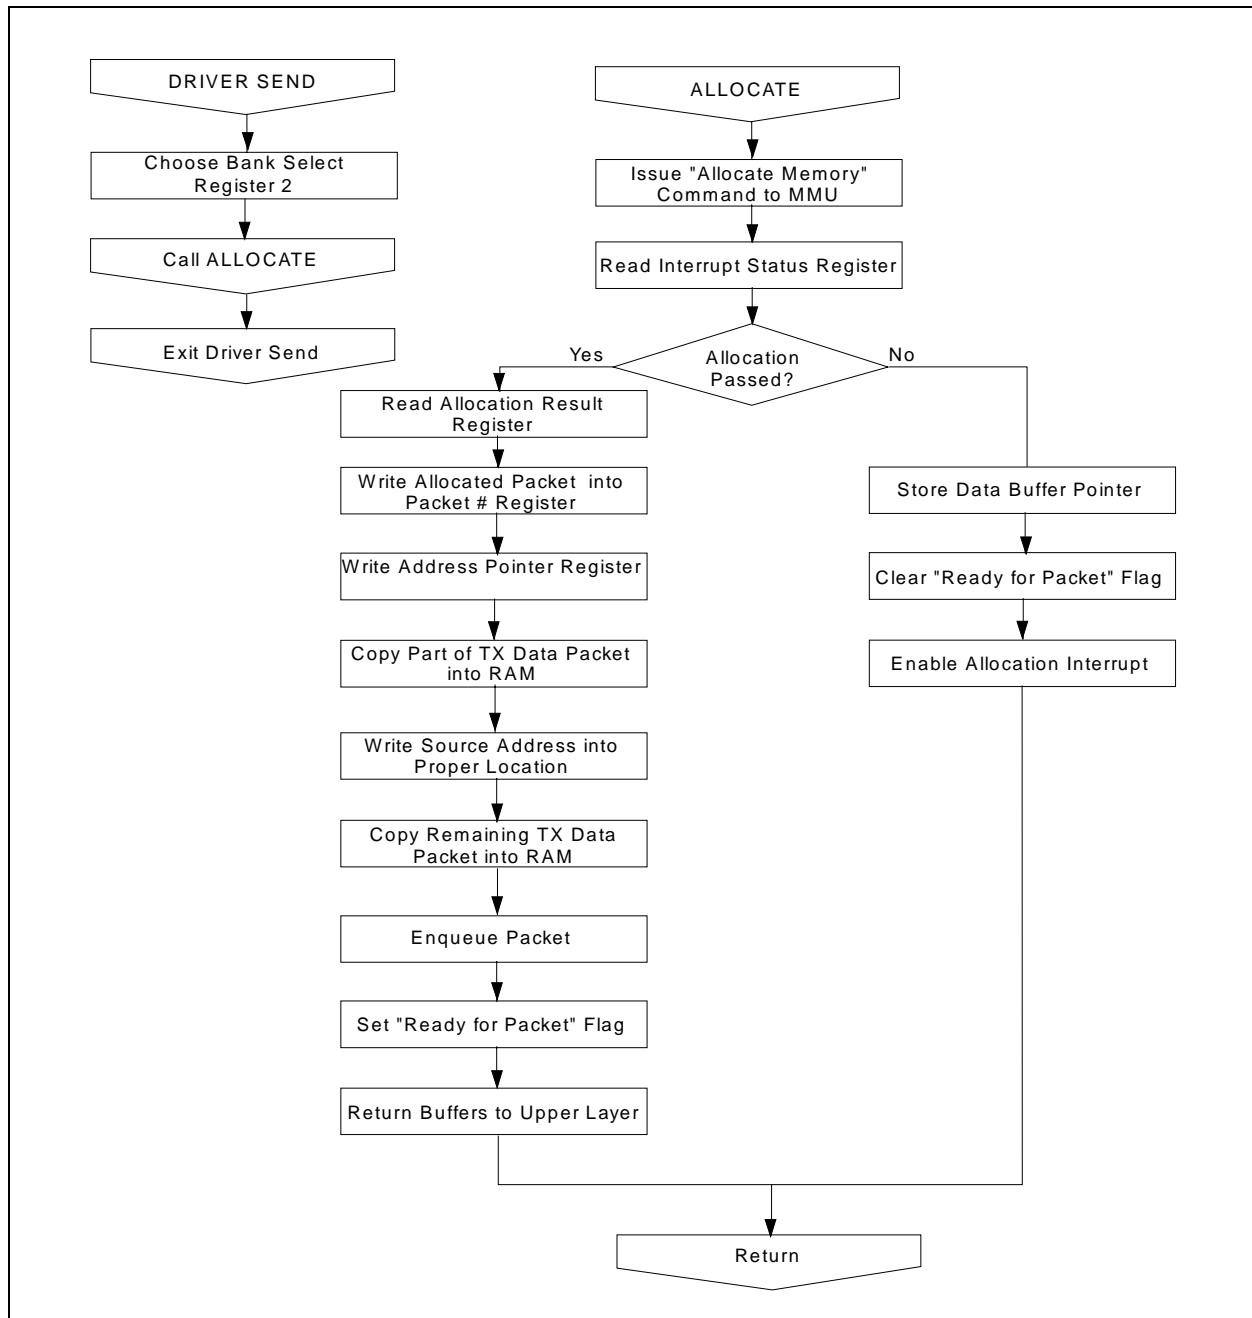 DRIVER SEND
Choose Bank Select
Register 2
Call ALLOCATE
Exit Driver Send
ALLOCATE
Issue "Allocate Memory"
Command to MMU
Read Interrupt Status Register
Allocation
Passed?
Yes
No
Read Allocation Result
Register
Write Allocated Packet into
Packet # Register
Write Address Pointer Register
Copy Part of TX Data Packet
into RAM
Write Source Address into
Proper Location
Copy Remaining TX Data
Packet into RAM
Enqueue Packet
Set "Ready for Packet" Flag
Return Buffers to Upper Layer
Store Data Buffer Pointer
Clear "Ready for Packet" Flag
Enable Allocation Interrupt
Return